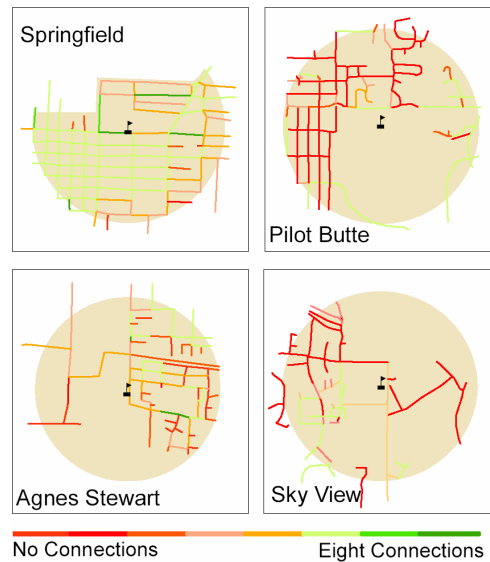 Springfield
Pilot Butte
Agnes Stewart
Sky View
No Connections
Eight Connections